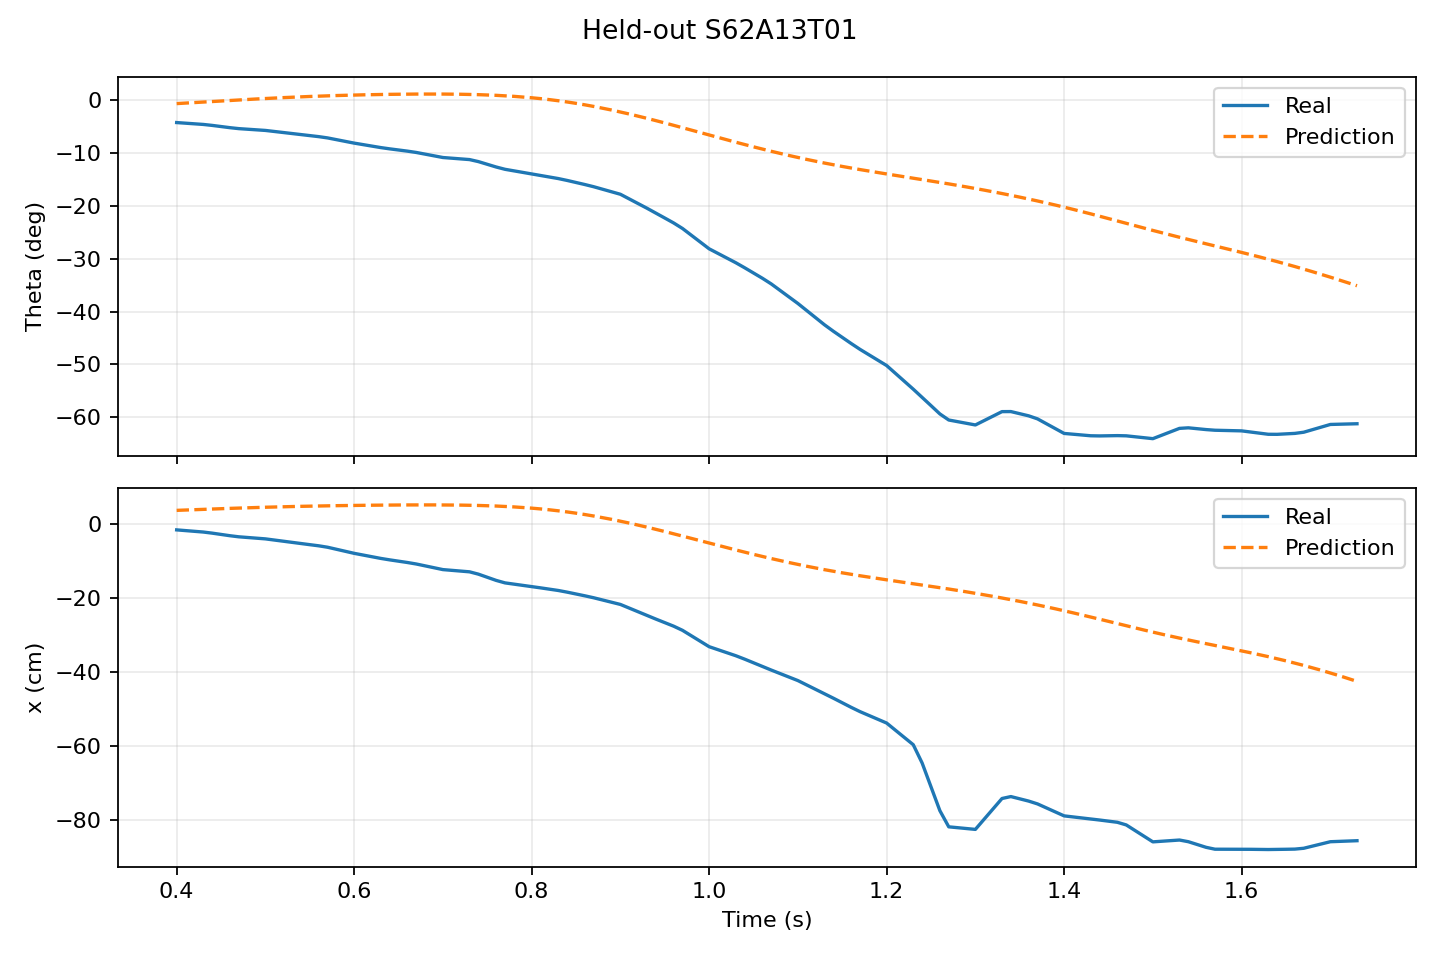 Held-out S62A13T01
Theta (deg)
0
−10
−20
−30
−40
−50
−60
Real
Prediction
x (cm)
0
−20
−40
−60
−80
Real
Prediction
0.4 0.6 0.8 1.0 1.2 1.4 1.6
Time (s)